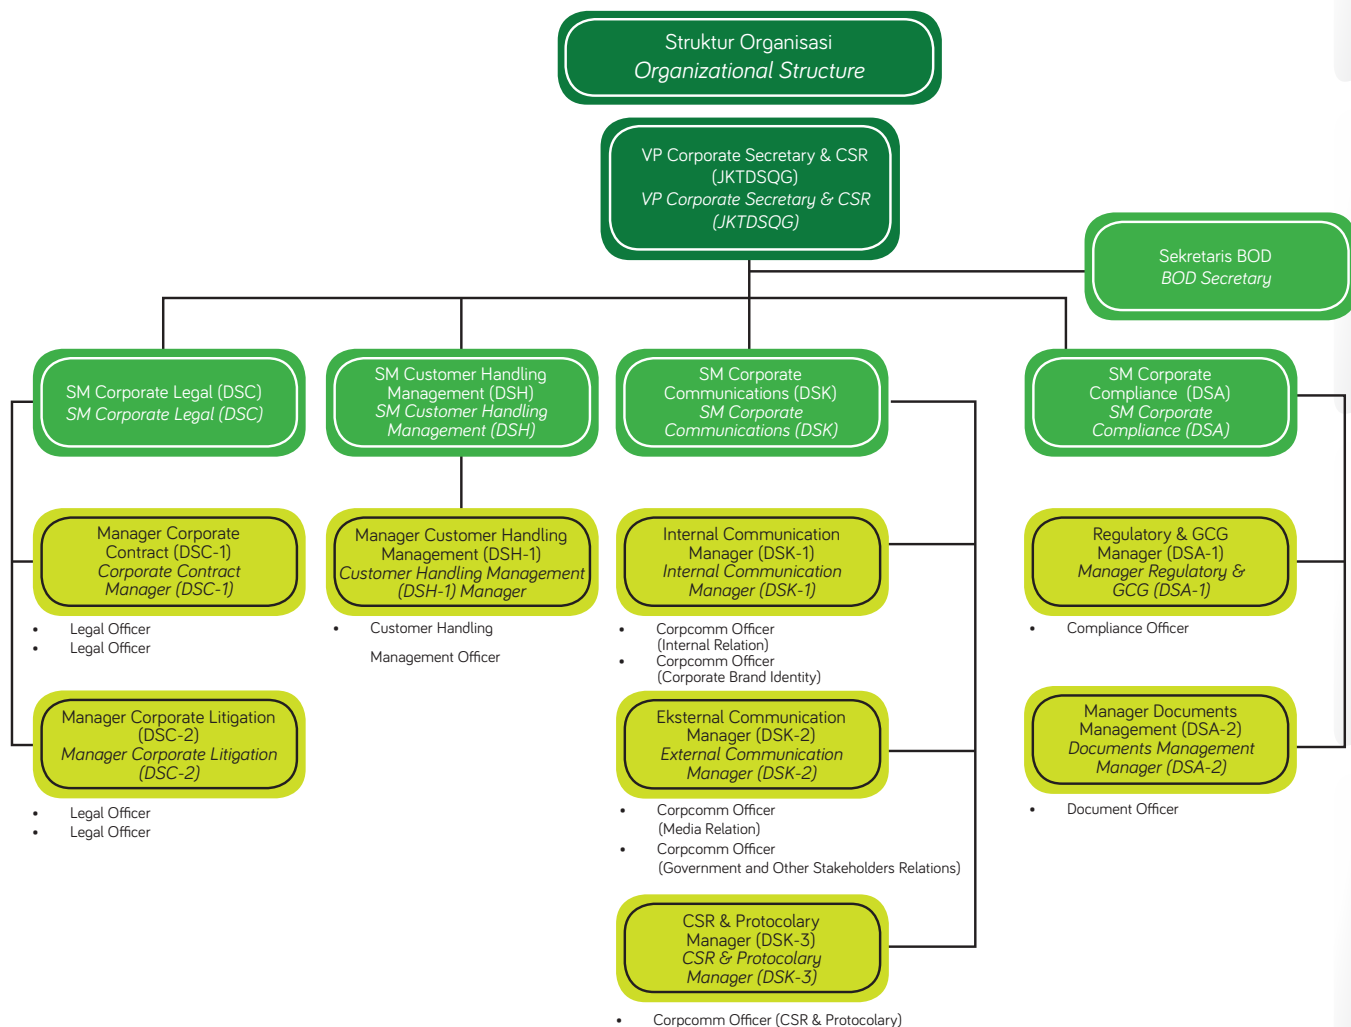 Struktur Organisasi
Organizational Structure
VP Corporate Secretary & CSR
(JKTDSQG)
VP Corporate Secretary & CSR
(JKTDSQG)
Sekretaris BOD
BOD Secretary
SM Corporate Legal (DSC)
SM Corporate Legal (DSC)
SM Customer Handling
Management (DSH)
SM Customer Handling
Management (DSH)
SM Corporate
Communications (DSK)
SM Corporate
Communications (DSK)
SM Corporate
Compliance (DSA)
SM Corporate
Compliance (DSA)
Manager Corporate
Contract (DSC-1)
Corporate Contract
Manager (DSC-1)
• Legal Officer
• Legal Officer
Manager Corporate Litigation
(DSC-2)
Manager Corporate Litigation
(DSC-2)
• Legal Officer
• Legal Officer
Manager Customer Handling
Management (DSH-1)
Customer Handling Management
(DSH-1) Manager
• Customer Handling
Management Officer
Internal Communication
Manager (DSK-1)
Internal Communication
Manager (DSK-1)
• Corpcomm Officer
(Internal Relation)
• Corpcomm Officer
(Corporate Brand Identity)
Eksternal Communication
Manager (DSK-2)
External Communication
Manager (DSK-2)
• Corpcomm Officer
(Media Relation)
• Corpcomm Officer
(Government and Other Stakeholders Relations)
CSR & Protocolary
Manager (DSK-3)
CSR & Protocolary
Manager (DSK-3)
• Corpcomm Officer (CSR & Protocolary)
Regulatory & GCG
Manager (DSA-1)
Manager Regulatory &
GCG (DSA-1)
• Compliance Officer
Manager Documents
Management (DSA-2)
Documents Management
Manager (DSA-2)
• Document Officer